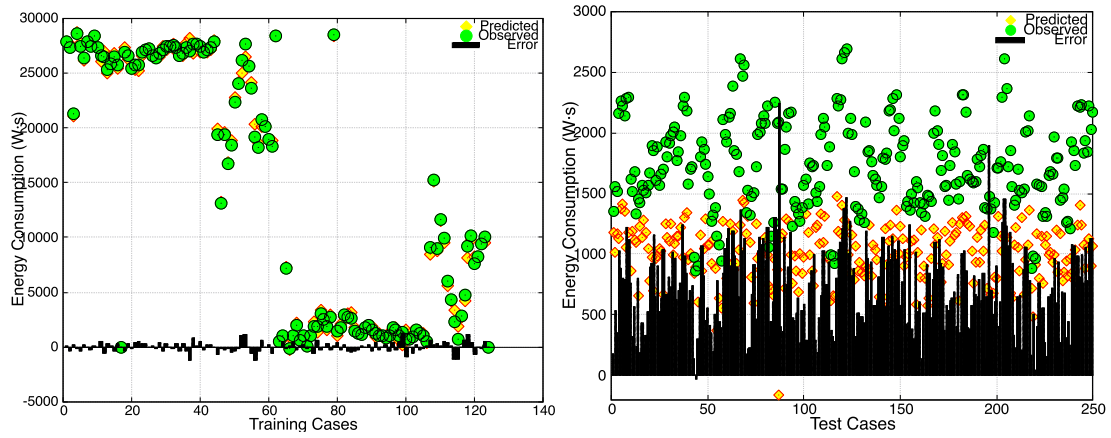 30000
25000
20000
15000
10000
5000
0
-5000
0
20
40
60
80
100
120
140
Energy Consumption (W·s)
Training Cases
Predicted
Observed
Error
3000
2500
2000
1500
1000
500
0
0
50
100
150
200
250
Energy Consumption (W·s)
Test Cases
Predicted
Observed
Error